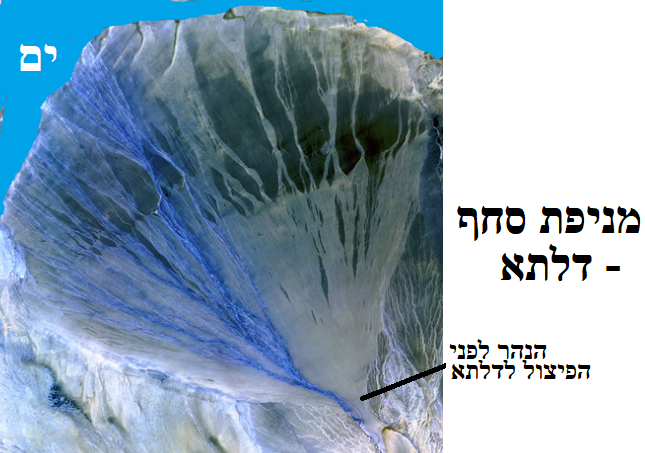 ים
מניפת סחף
- דלתא
הנהר לפני
הפיצול לדלתא